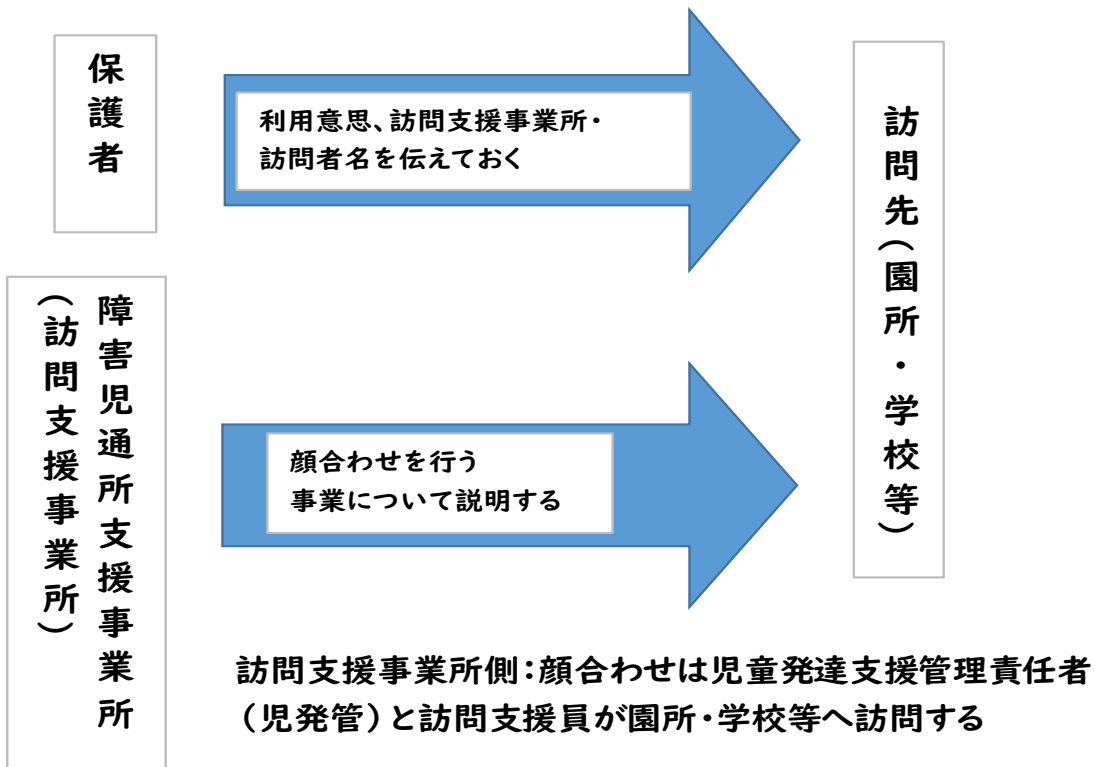 保護者
利用意思、訪問支援事業所・
訪問者名を伝えておく
訪問先(園所・学校等)
障害児通所支援事業所
(訪問支援事業所)
顔合わせを行う
事業について説明する
訪問支援事業所側:顔合わせは児童発達支援管理責任者
(児発管)と訪問支援員が園所・学校等へ訪問する